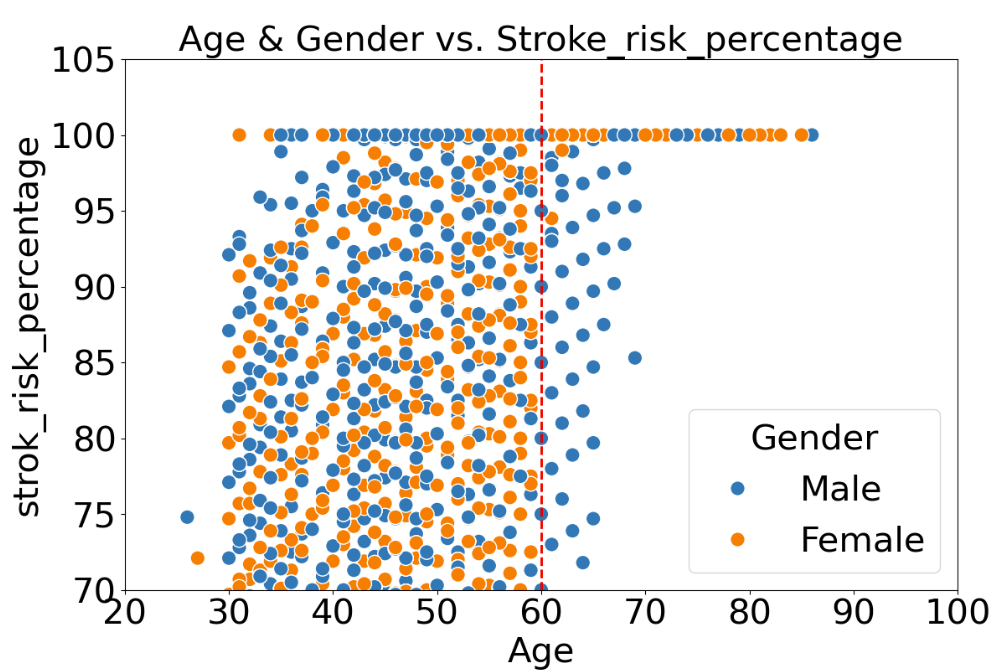 Age & Gender vs. Stroke_risk_percentage
strok_risk_percentage
105
100
95
90
85
80
75
70
20
30
40
50
60
70
80
90
100
Age
Gender
Male
Female